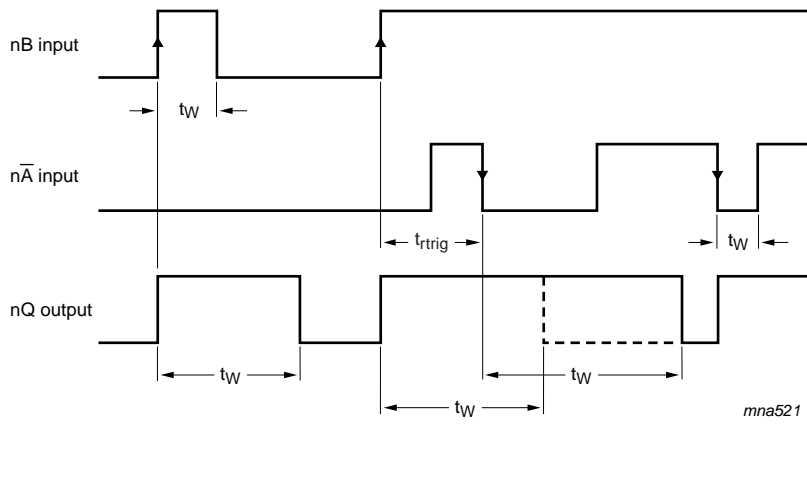 nB input
tW
nA̅ input
trtrig
tW
nQ output
tW
tW
tW
mna521